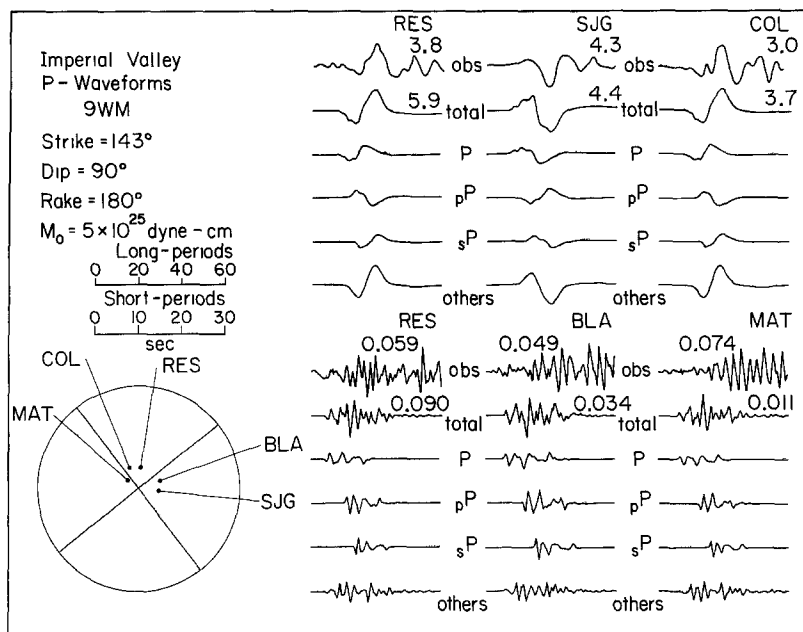 Imperial Valley
P-Waveforms
9WM
Strike = 143°
Dip = 90°
Rake = 180°
M₀ = 5 × 10²⁵ dyne-cm
Long-periods
0 20 40 60
Short-periods
0 10 20 30
sec
COL
RES
MAT
BLA
SJG
RES SJG COL
3.8 obs 4.3 obs 3.0
5.9 total 4.4 total 3.7
P P
pP pP
sP sP
others others
RES BLA MAT
0.059 obs 0.049 obs 0.074
0.090 total 0.034 total 0.011
P P
pP pP
sP sP
others others